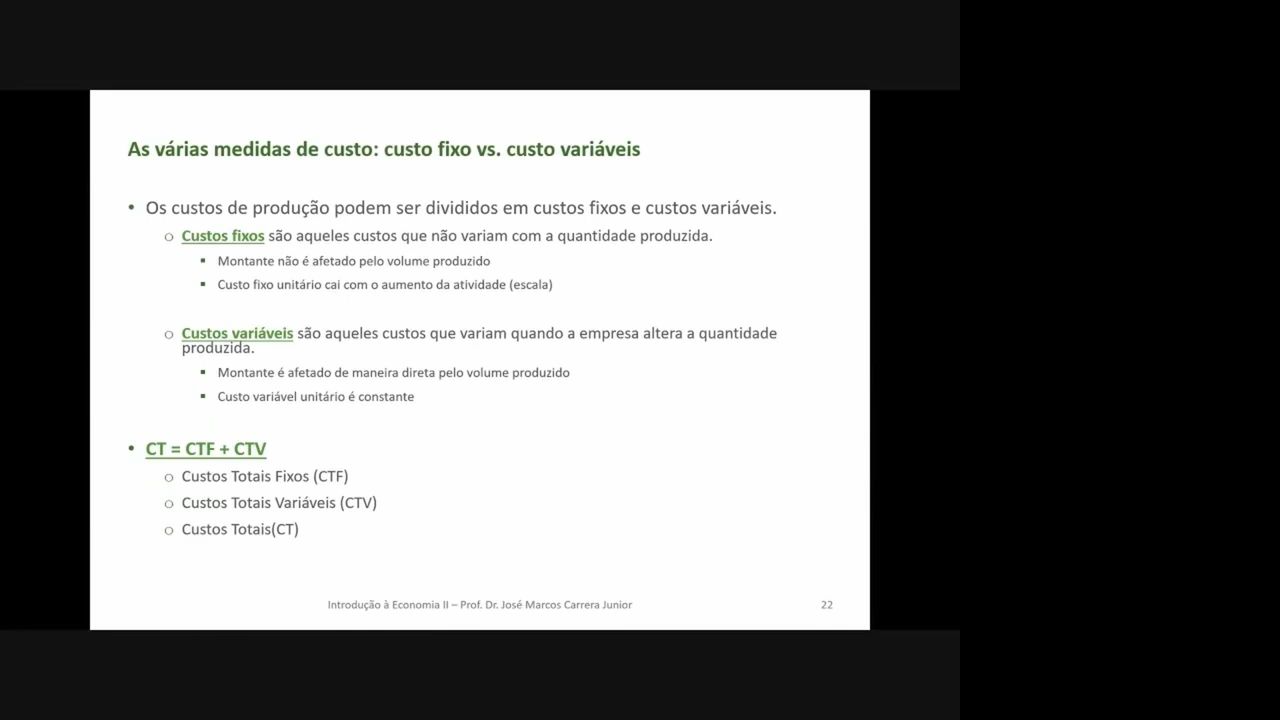 As várias medidas de custo: custo fixo vs. custo variáveis
• Os custos de produção podem ser divididos em custos fixos e custos variáveis.
o Custos fixos são aqueles custos que não variam com a quantidade produzida.
▪ Montante não é afetado pelo volume produzido
▪ Custo fixo unitário cai com o aumento da atividade (escala)
o Custos variáveis são aqueles custos que variam quando a empresa altera a quantidade
produzida.
▪ Montante é afetado de maneira direta pelo volume produzido
▪ Custo variável unitário é constante
• CT = CTF + CTV
o Custos Totais Fixos (CTF)
o Custos Totais Variáveis (CTV)
o Custos Totais(CT)
Introdução à Economia II – Prof. Dr. José Marcos Carrera Junior 22